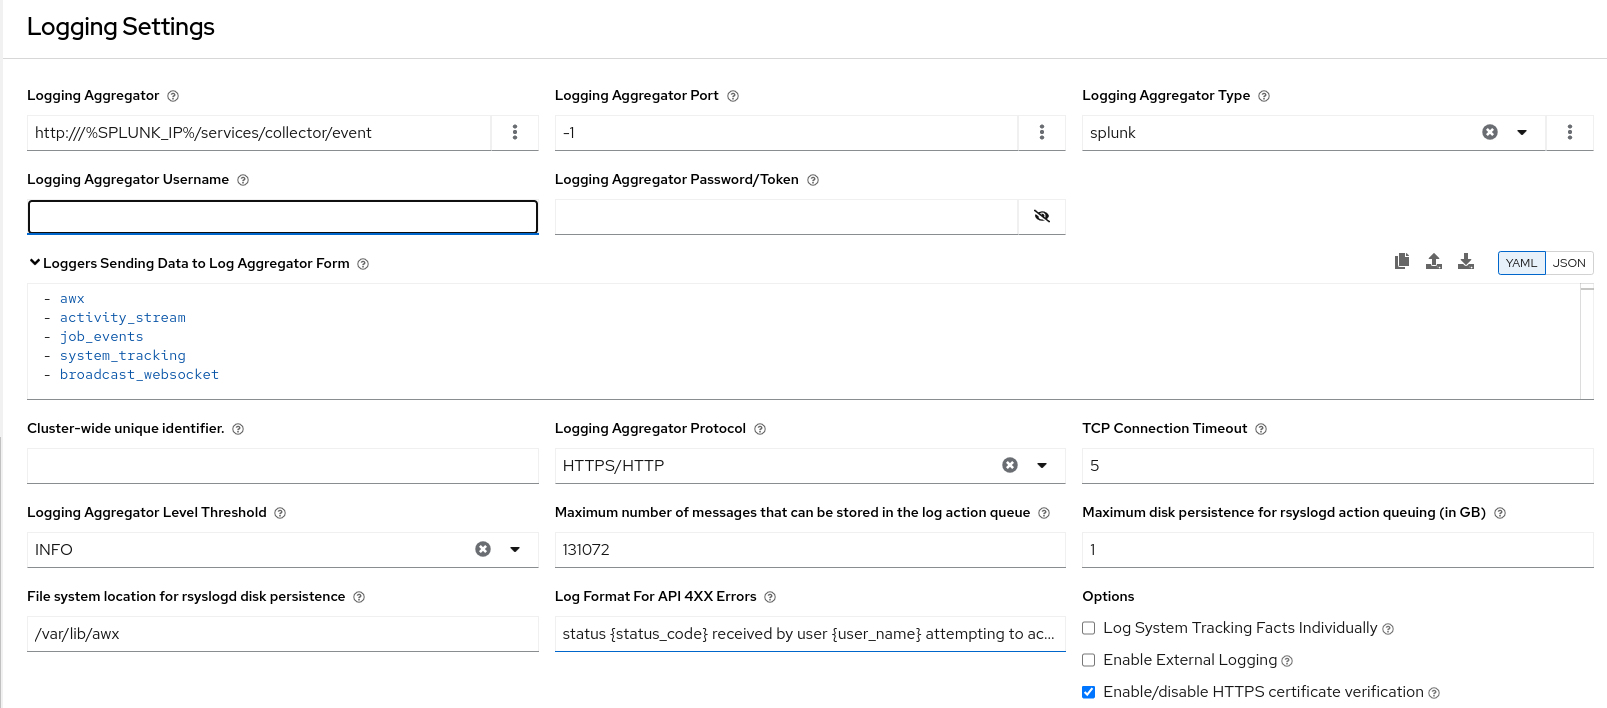 Logging Settings
Logging Aggregator
Logging Aggregator Port
Logging Aggregator Type
http:///%SPLUNK_IP%/services/collector/event
-1
splunk
Logging Aggregator Username
Logging Aggregator Password/Token
Loggers Sending Data to Log Aggregator Form
YAML
JSON
- awx
- activity_stream
- job_events
- system_tracking
- broadcast_websocket
Cluster-wide unique identifier.
Logging Aggregator Protocol
TCP Connection Timeout
HTTPS/HTTP
5
Logging Aggregator Level Threshold
Maximum number of messages that can be stored in the log action queue
Maximum disk persistence for rsyslogd action queuing (in GB)
INFO
131072
1
File system location for rsyslogd disk persistence
Log Format For API 4XX Errors
Options
/var/lib/awx
status {status_code} received by user {user_name} attempting to ac...
Log System Tracking Facts Individually
Enable External Logging
Enable/disable HTTPS certificate verification